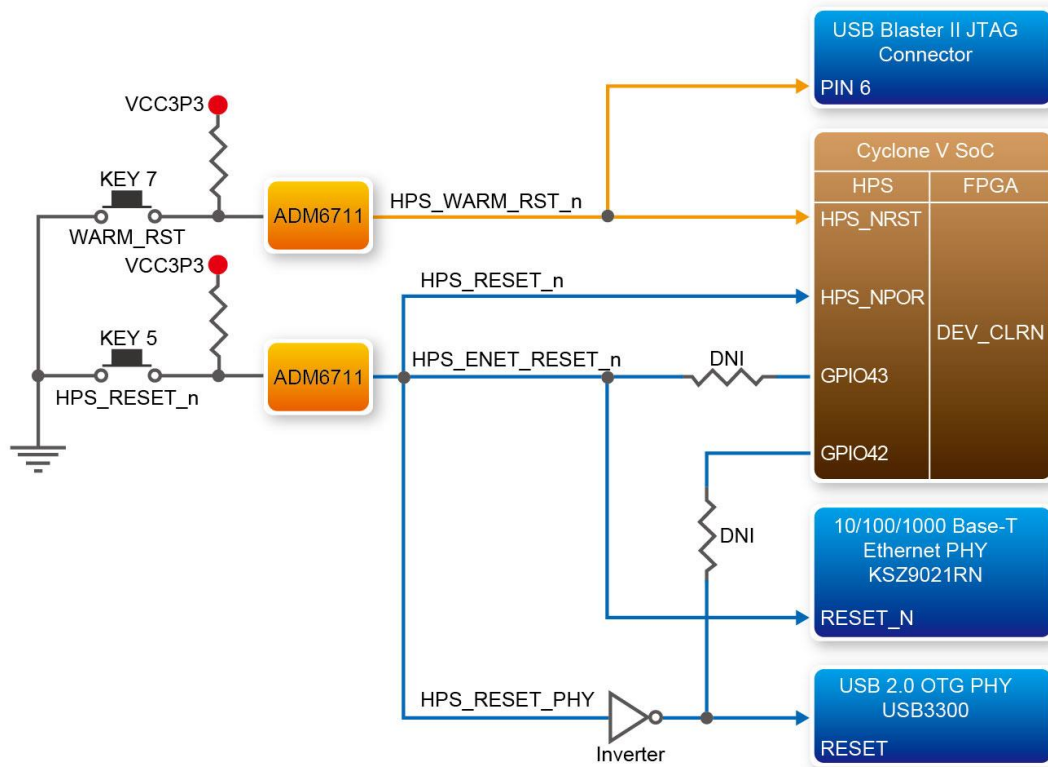 USB Blaster II JTAG
Connector
PIN 6
VCC3P3
KEY 7
WARM_RST
ADM6711
HPS_WARM_RST_n
Cyclone V SoC
HPS
FPGA
HPS_NRST
HPS_NPOR
DEV_CLRN
GPIO43
GPIO42
VCC3P3
KEY 5
HPS_RESET_n
ADM6711
HPS_RESET_n
HPS_ENET_RESET_n
DNI
DNI
10/100/1000 Base-T
Ethernet PHY
KSZ9021RN
RESET_N
HPS_RESET_PHY
Inverter
USB 2.0 OTG PHY
USB3300
RESET